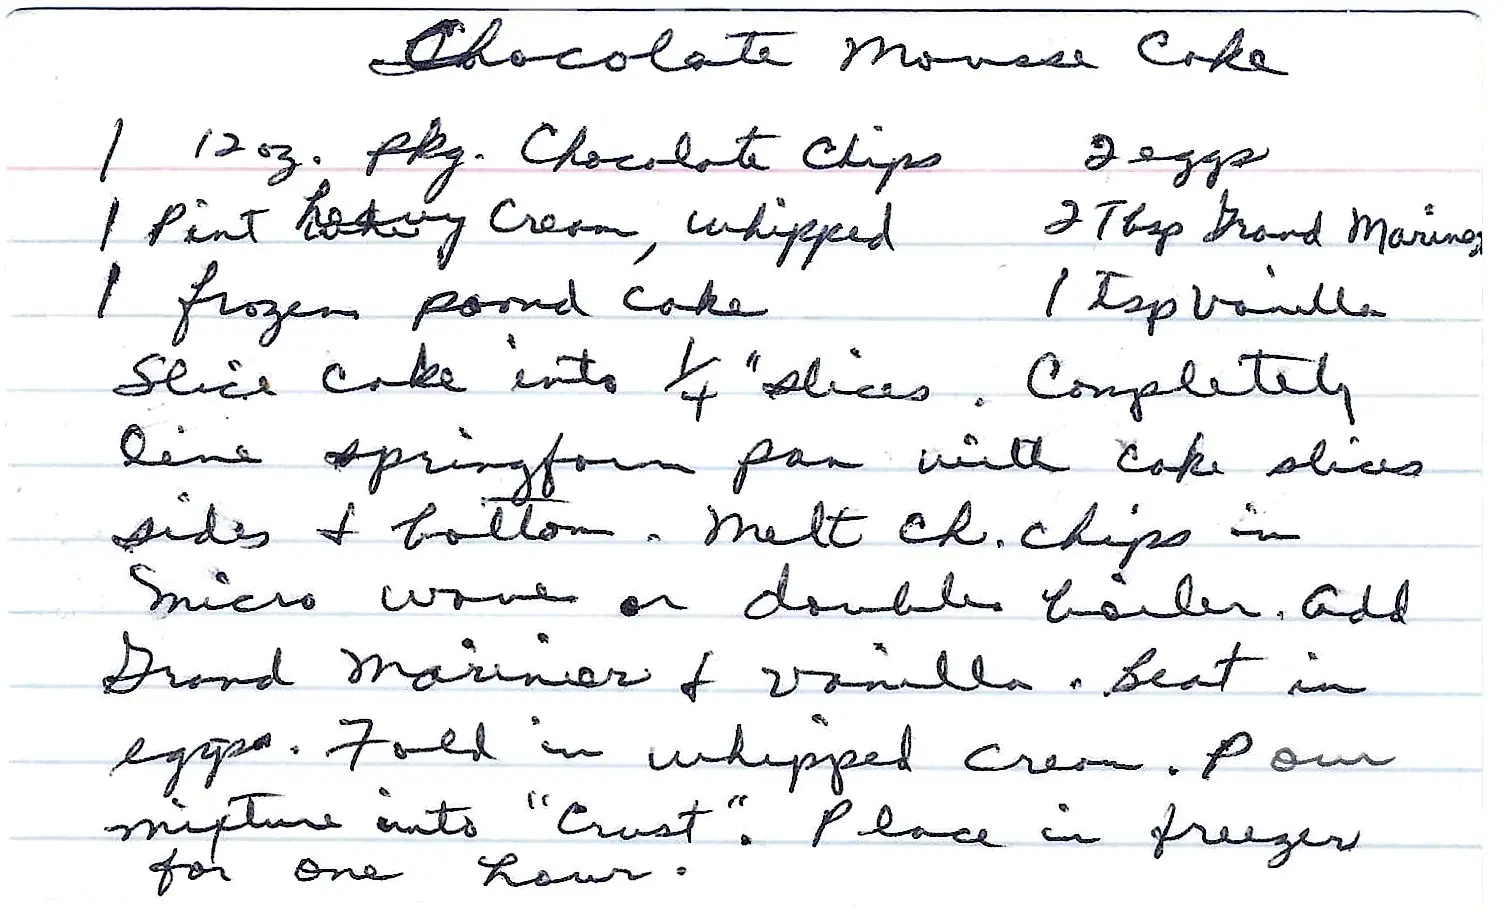 Chocolate Mousse Cake
1 12 oz. pkg. Chocolate Chips 2 eggs
1 Pint heavy Cream, whipped 2 Tbsp Grand Marinier
1 frozen pound cake 1 Tsp Vanilla
Slice cake into 1/4" slices. Completely
line springform pan with cake slices
sides & bottom. Melt ch. chips in
micro wave or double boiler. Add
Grand Marinier & vanilla. Beat in
eggs. Fold in whipped cream. Pour
mixture into "Crust". Place in freezer
for one hour.